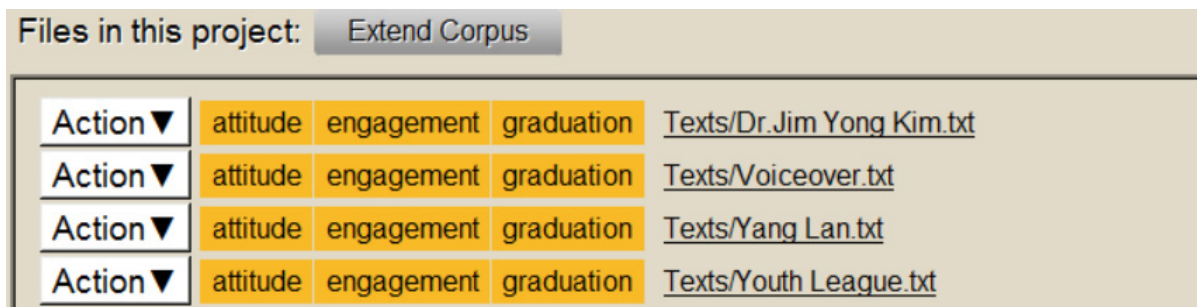 Files in this project: Extend Corpus
Action▼ attitude engagement graduation Texts/Dr.Jim Yong Kim.txt
Action▼ attitude engagement graduation Texts/Voiceover.txt
Action▼ attitude engagement graduation Texts/Yang Lan.txt
Action▼ attitude engagement graduation Texts/Youth League.txt